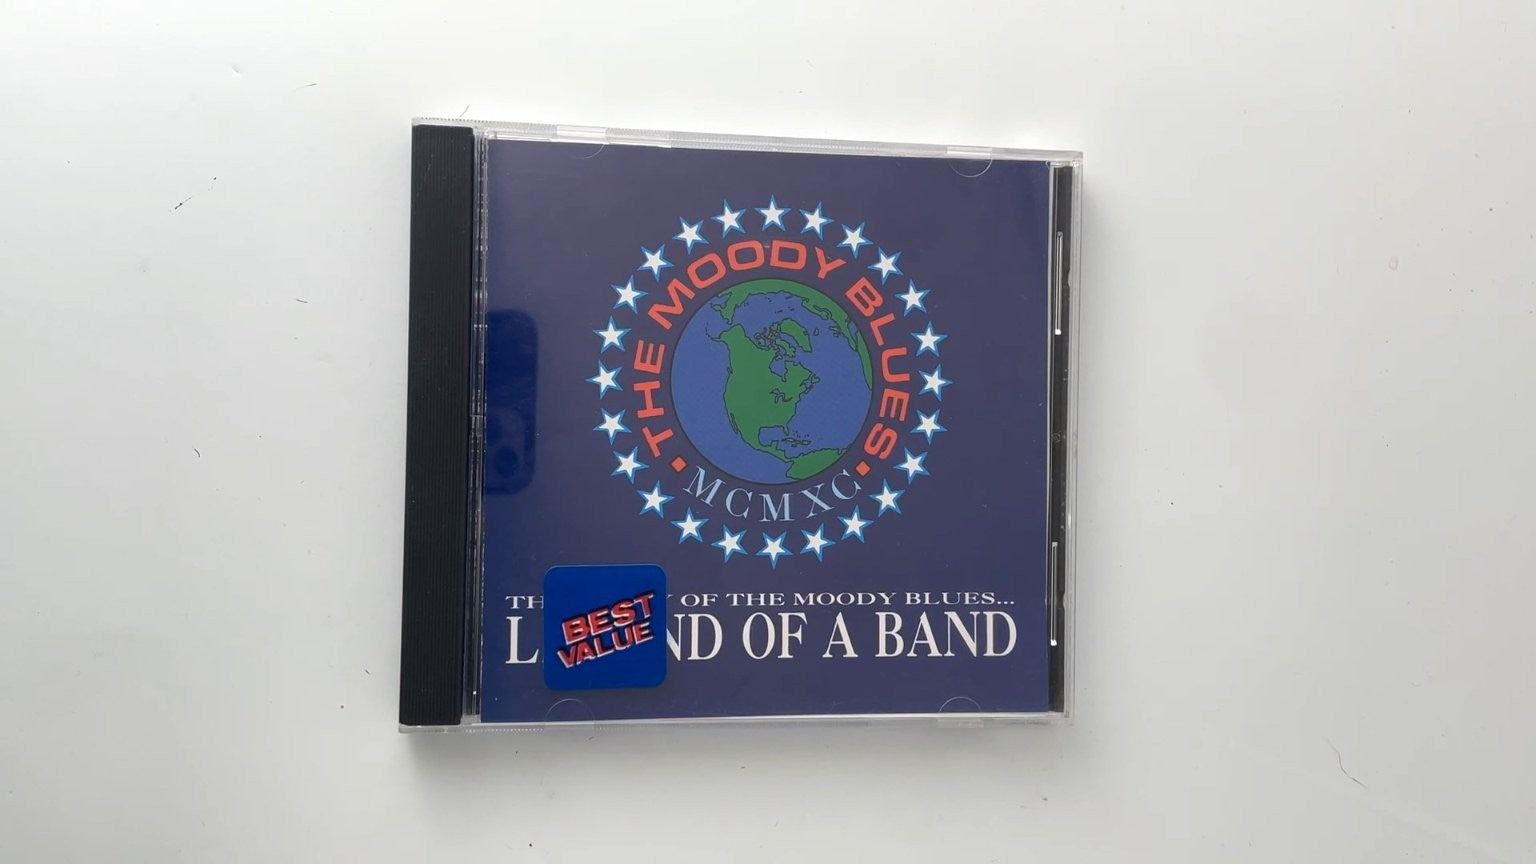 THE MOODY BLUES
MCMXC
TH Y OF THE MOODY BLUES...
L ND OF A BAND
BEST
VALUE